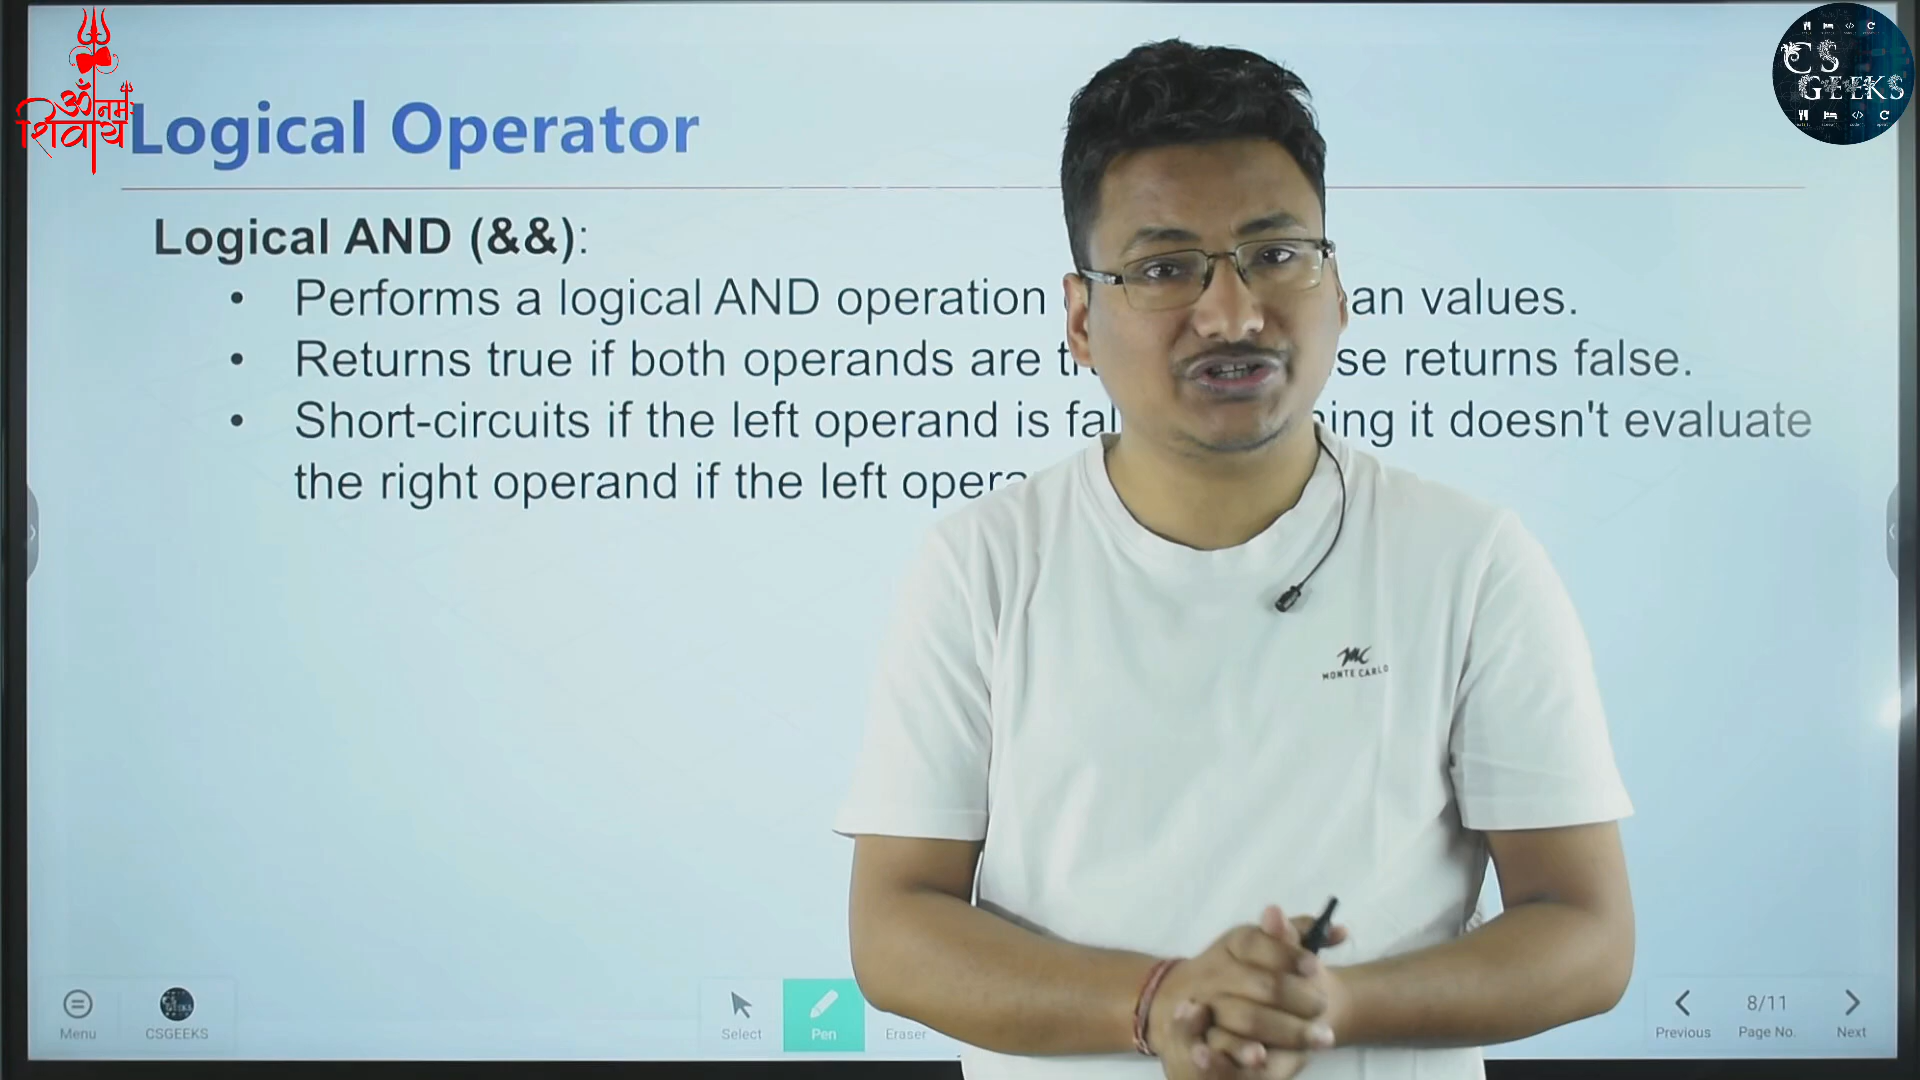 ॐ नमः
शिवाय
CS
GEEKS
Logical Operator
Logical AND (&&):
• Performs a logical AND operation an values.
• Returns true if both operands are se returns false.
• Short-circuits if the left operand is ing it doesn't evaluate
the right operand if the left
MONTE CARLO
Menu
CSGEEKS
Select
Pen
Eraser
Previous
8/11
Page No.
Next